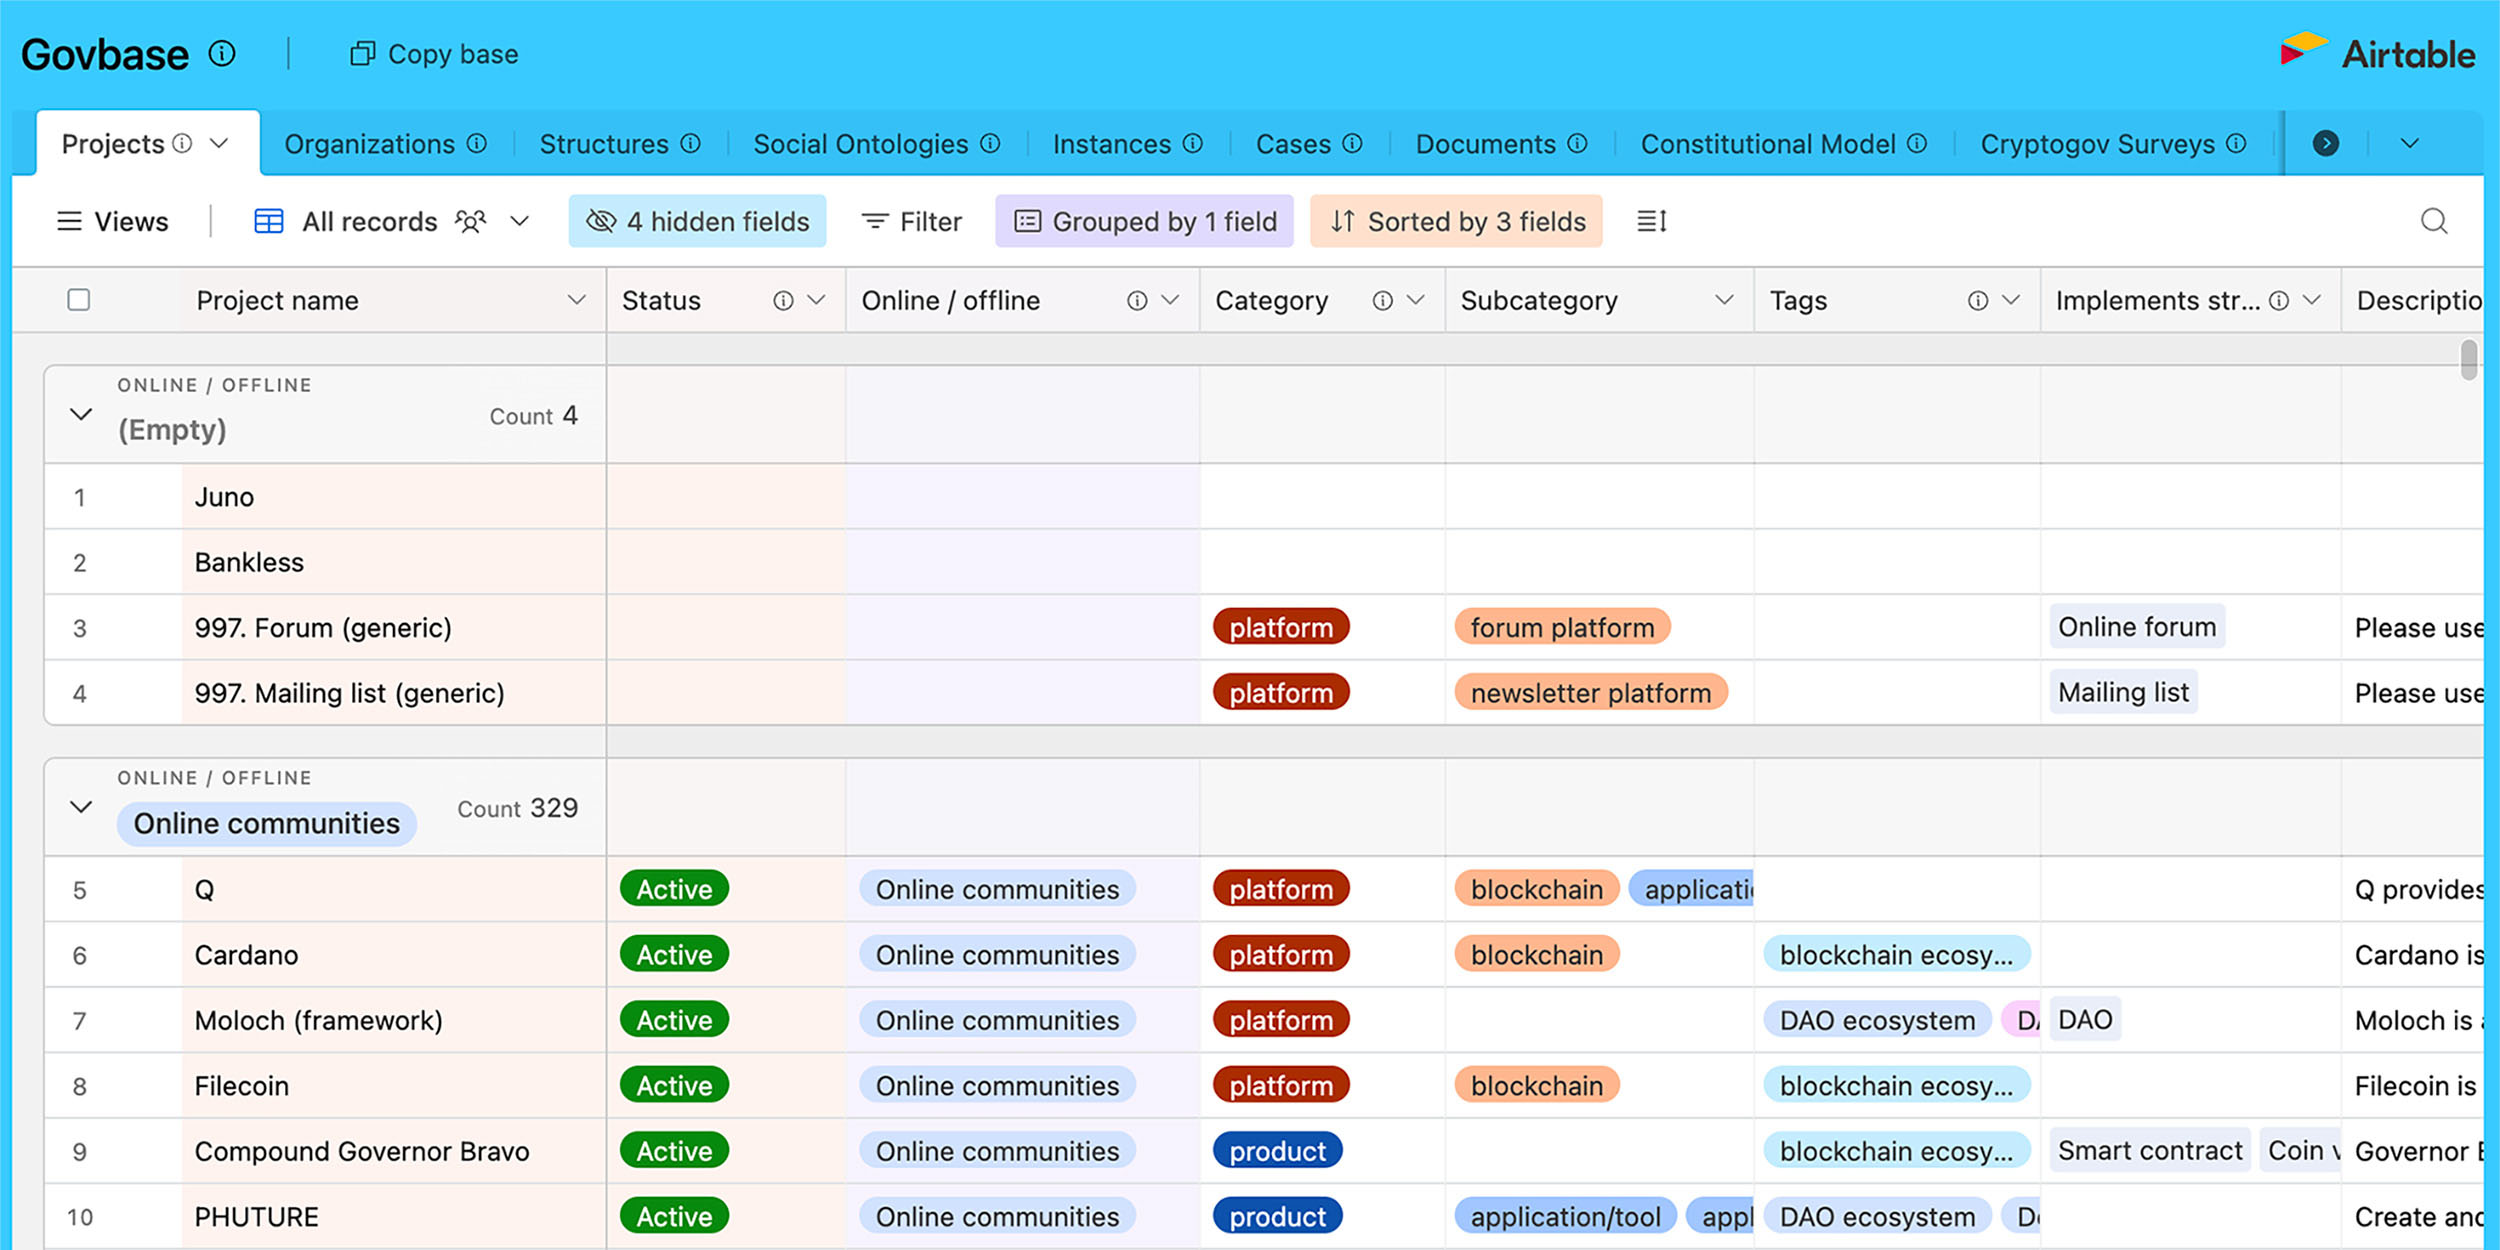 Govbase Copy base Airtable
Projects Organizations Structures Social Ontologies Instances Cases Documents Constitutional Model Cryptogov Surveys
Views All records 4 hidden fields Filter Grouped by 1 field Sorted by 3 fields
Project name Status Online / offline Category Subcategory Tags Implements str... Descriptio
ONLINE / OFFLINE
(Empty) Count 4
1 Juno
2 Bankless
3 997. Forum (generic) platform forum platform Online forum Please use
4 997. Mailing list (generic) platform newsletter platform Mailing list Please use
ONLINE / OFFLINE
Online communities Count 329
5 Q Active Online communities platform blockchain applicati Q provides
6 Cardano Active Online communities platform blockchain blockchain ecosy... Cardano is
7 Moloch (framework) Active Online communities platform DAO ecosystem DA DAO Moloch is
8 Filecoin Active Online communities platform blockchain blockchain ecosy... Filecoin is
9 Compound Governor Bravo Active Online communities product blockchain ecosy... Smart contract Coin v Governor B
10 PHUTURE Active Online communities product application/tool appl DAO ecosystem De Create and